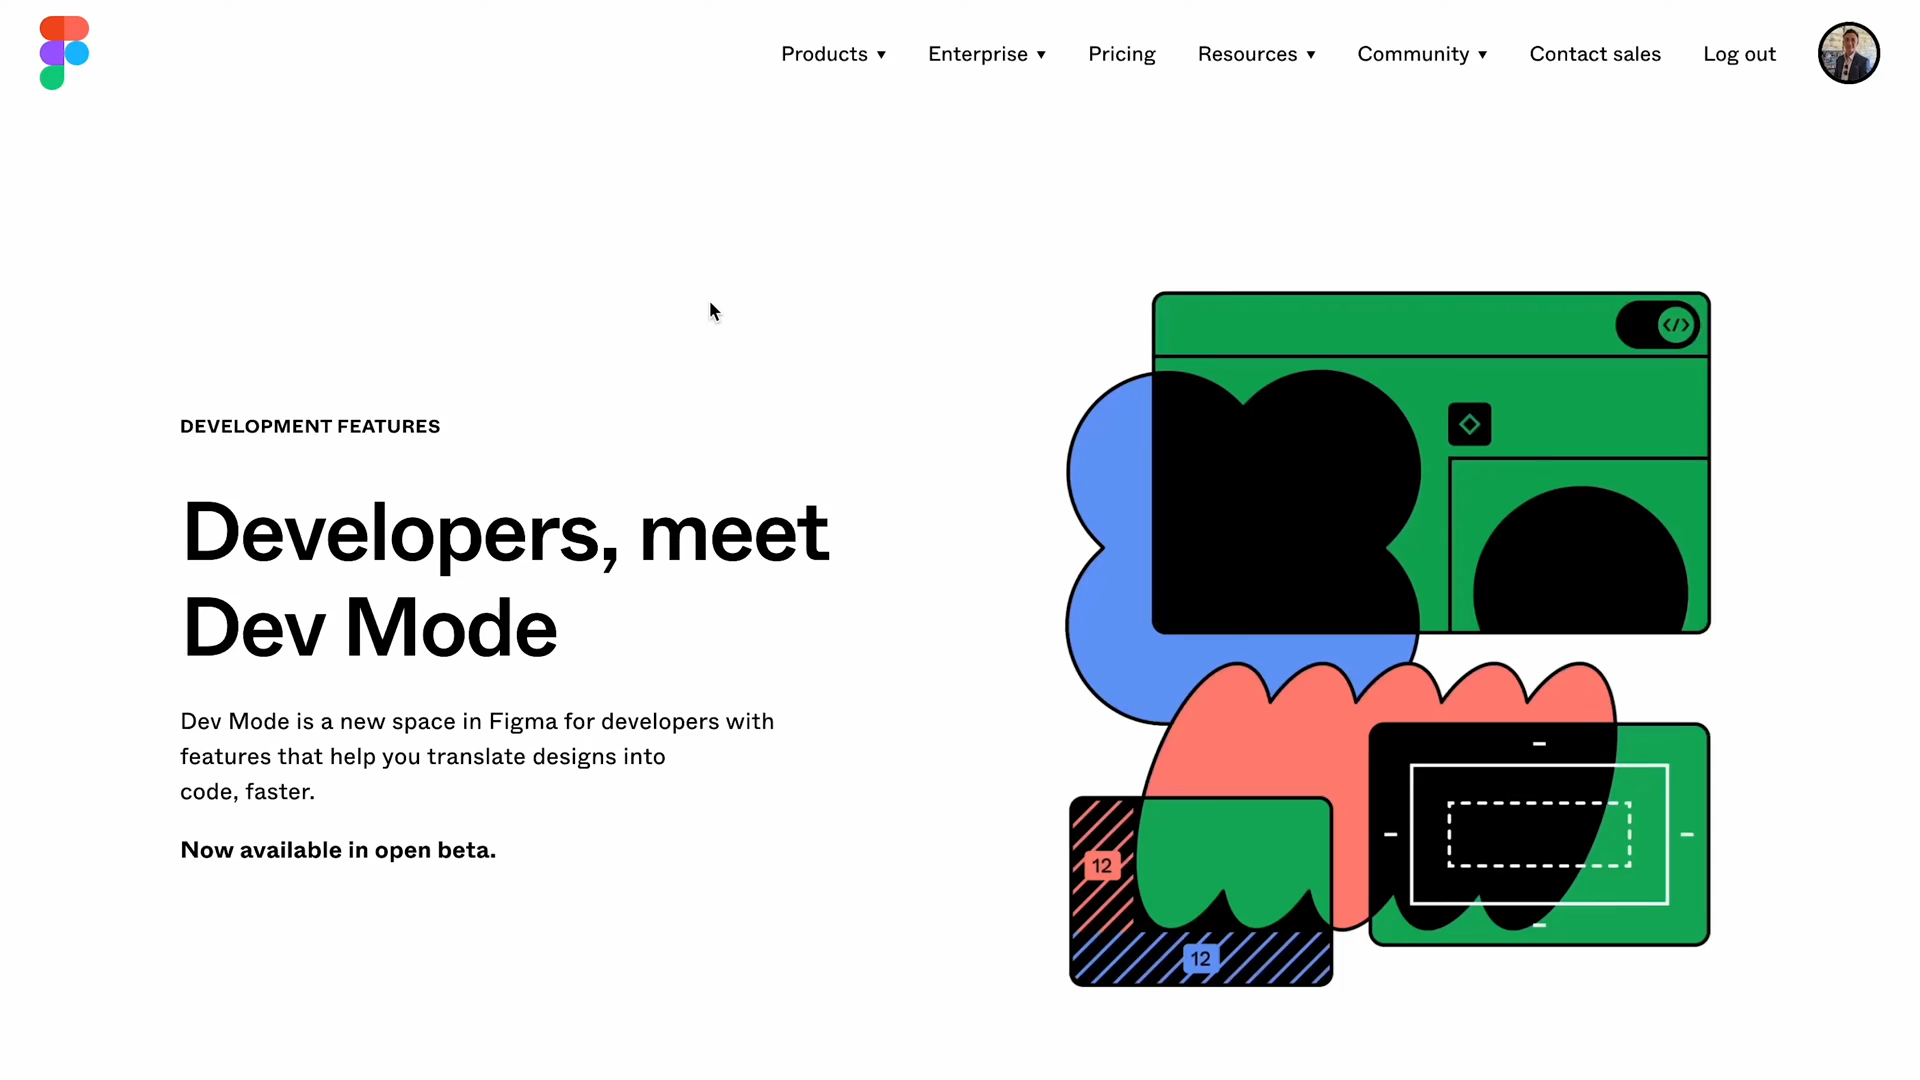 Products ▼ Enterprise ▼ Pricing Resources ▼ Community ▼ Contact sales Log out
DEVELOPMENT FEATURES
Developers, meet
Dev Mode
Dev Mode is a new space in Figma for developers with
features that help you translate designs into
code, faster.
Now available in open beta.
</>
12
12